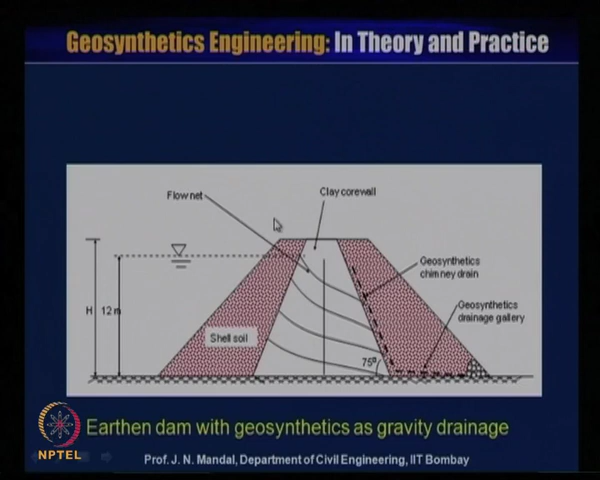 Geosynthetics Engineering: In Theory and Practice
Flow net
Clay corewall
Geosynthetics
chimney drain
Geosynthetics
drainage gallery
H
12 m
Shell soil
75°
Earthen dam with geosynthetics as gravity drainage
NPTEL
Prof. J. N. Mandal, Department of Civil Engineering, IIT Bombay